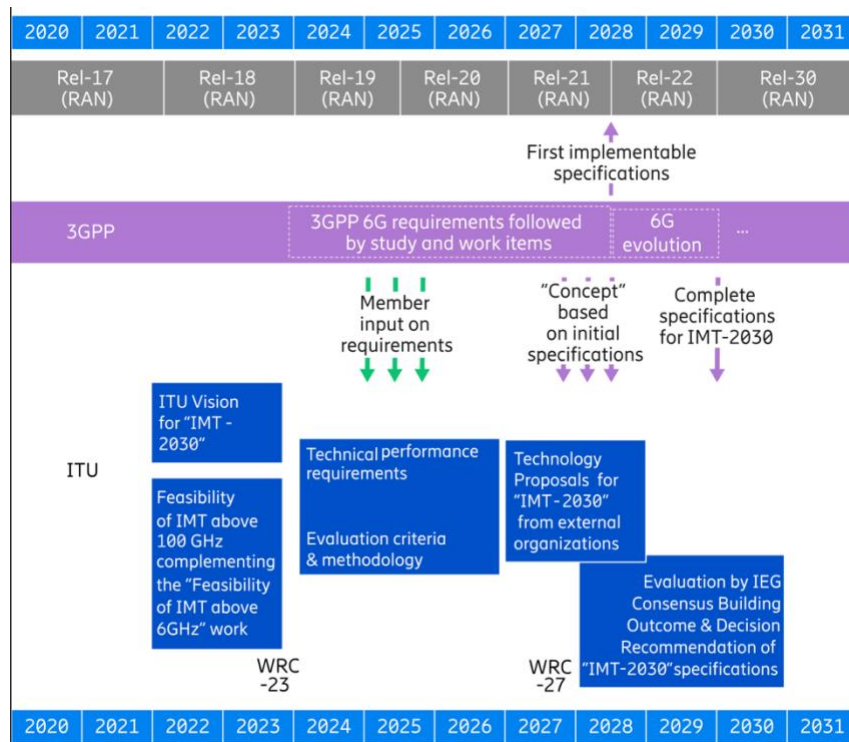 2020 2021 2022 2023 2024 2025 2026 2027 2028 2029 2030 2031
Rel-17 Rel-18 Rel-19 Rel-20 Rel-21 Rel-22 Rel-30
(RAN) (RAN) (RAN) (RAN) (RAN) (RAN) (RAN)
First implementable
specifications
3GPP
3GPP 6G requirements followed
by study and work items
6G
evolution
...
Member
input on
requirements
"Concept"
based
on initial
specifications
Complete
specifications
for IMT-2030
ITU
ITU Vision
for "IMT -
2030"
Feasibility
of IMT above
100 GHz
complementing
the "Feasibility
of IMT above
6GHz" work
Technical performance
requirements
Evaluation criteria
& methodology
Technology
Proposals for
"IMT-2030"
from external
organizations
Evaluation by IEG
Consensus Building
Outcome & Decision
Recommendation of
"IMT-2030"specifications
WRC
-23
WRC
-27
2020 2021 2022 2023 2024 2025 2026 2027 2028 2029 2030 2031